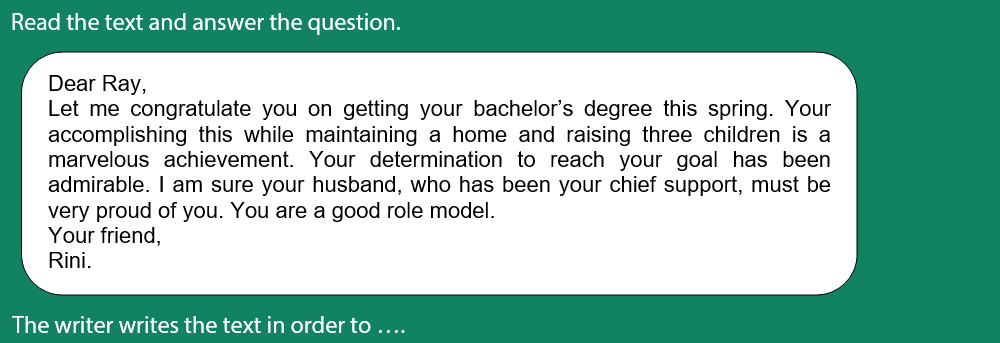 Read the text and answer the question.
Dear Ray,
Let me congratulate you on getting your bachelor’s degree this spring. Your
accomplishing this while maintaining a home and raising three children is a
marvelous achievement. Your determination to reach your goal has been
admirable. I am sure your husband, who has been your chief support, must be
very proud of you. You are a good role model.
Your friend,
Rini.
The writer writes the text in order to ….